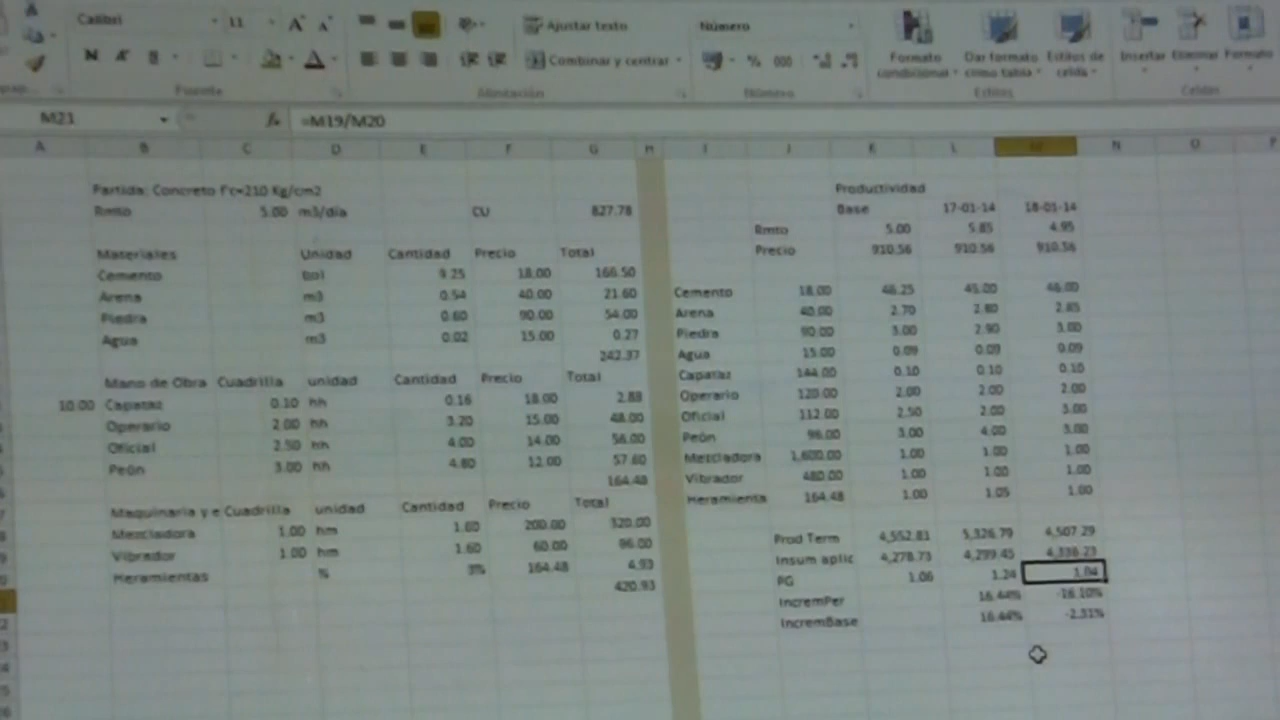 Calibri 11 Ajustar texto Número
Combinar y centrar % 000 Formato condicional Dar formato como tabla Estilos de celda Insertar Eliminar Formato
Fuente Alineación Número Estilos Celdas
M21 fx =M19/M20
A B C D E F G H I J K L M N O P
Partida: Concreto f'c=210 Kg/cm2 Productividad
Rmto 5.00 m3/día CU 827.78 Base 17-01-14 18-01-14
Rmto 5.00 5.85 4.95
Materiales Unidad Cantidad Precio Total Precio 910.56 910.56 910.56
Cemento bol 9.25 18.00 166.50
Arena m3 0.54 40.00 21.60 Cemento 18.00 46.25 45.00 46.00
Piedra m3 0.60 90.00 54.00 Arena 40.00 2.70 2.80 2.85
Agua m3 0.02 15.00 0.27 Piedra 90.00 3.00 2.90 3.00
242.37 Agua 15.00 0.09 0.09 0.09
Mano de Obra Cuadrilla unidad Cantidad Precio Total Capataz 144.00 0.10 0.10 0.10
10.00 Capataz 0.10 hh 0.16 18.00 2.88 Operario 120.00 2.00 2.00 2.00
Operario 2.00 hh 3.20 15.00 48.00 Oficial 112.00 2.50 2.00 3.00
Oficial 2.50 hh 4.00 14.00 56.00 Peón 96.00 3.00 4.00 3.00
Peón 3.00 hh 4.80 12.00 57.60 Mezcladora 1,600.00 1.00 1.00 1.00
164.48 Vibrador 480.00 1.00 1.00 1.00
Maquinaria y e Cuadrilla unidad Cantidad Precio Total Heramienta 164.48 1.00 1.05 1.00
Mezcladora 1.00 hm 1.60 200.00 320.00
Vibrador 1.00 hm 1.60 60.00 96.00 Prod Term 4,552.81 5,326.79 4,507.29
Heramientas % 3% 164.48 4.93 Insum aplic 4,278.73 4,299.45 4,338.23
420.93 PG 1.06 1.24 1.04
IncremPer 16.44% -16.10%
IncremBase 16.44% -2.31%